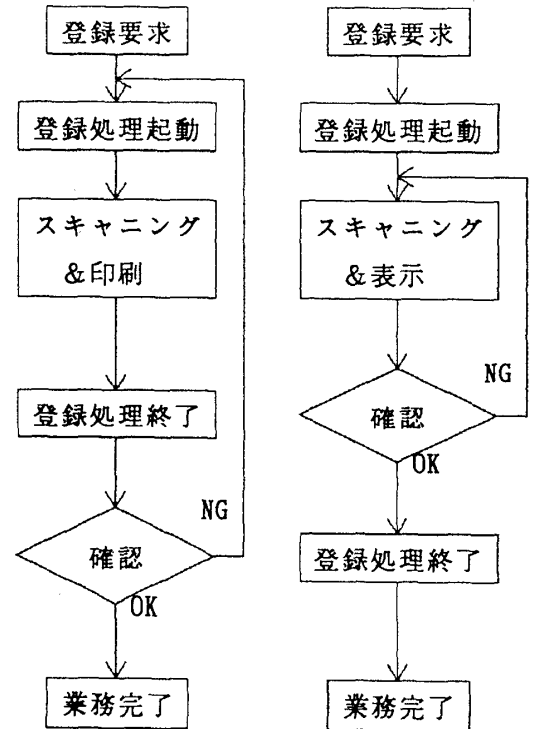 登録要求
登録処理起動
スキャニング
&印刷
登録処理終了
確認
NG
OK
業務完了
登録要求
登録処理起動
スキャニング
&表示
確認
NG
OK
登録処理終了
業務完了